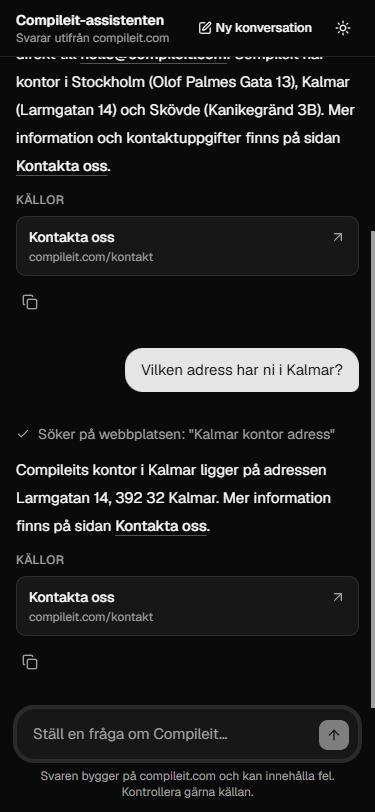 Compileit-assistenten
Svarar utifrån compileit.com
Ny konversation
kontor i Stockholm (Olof Palmes Gata 13), Kalmar
(Larmgatan 14) och Skövde (Kanikegränd 3B). Mer
information och kontaktuppgifter finns på sidan
Kontakta oss.
KÄLLOR
Kontakta oss
compileit.com/kontakt
Vilken adress har ni i Kalmar?
Söker på webbplatsen: "Kalmar kontor adress"
Compileits kontor i Kalmar ligger på adressen
Larmgatan 14, 392 32 Kalmar. Mer information
finns på sidan Kontakta oss.
KÄLLOR
Kontakta oss
compileit.com/kontakt
Ställ en fråga om Compileit...
Svaren bygger på compileit.com och kan innehålla fel.
Kontrollera gärna källan.